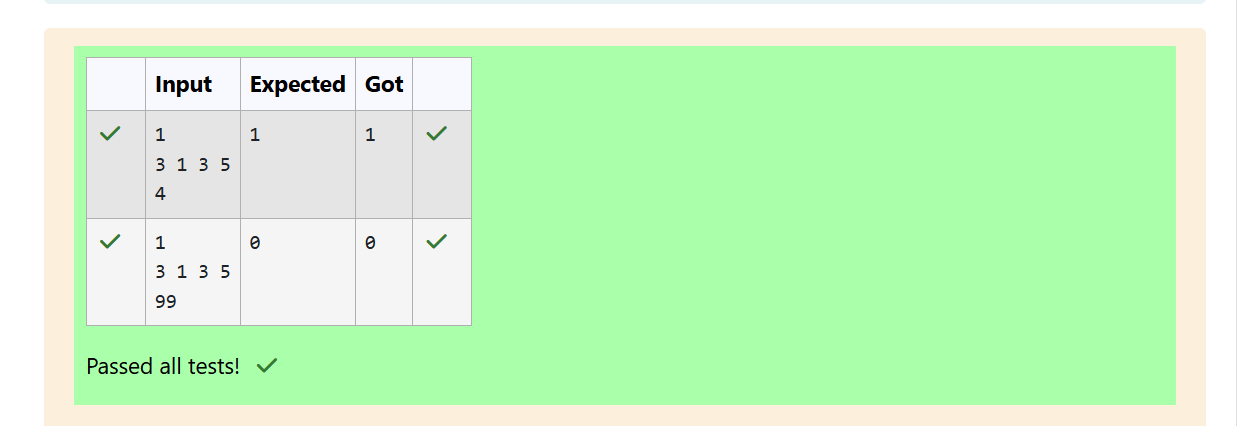 Input Expected Got
1 1 1
3 1 3 5
4
1 0 0
3 1 3 5
99
Passed all tests!